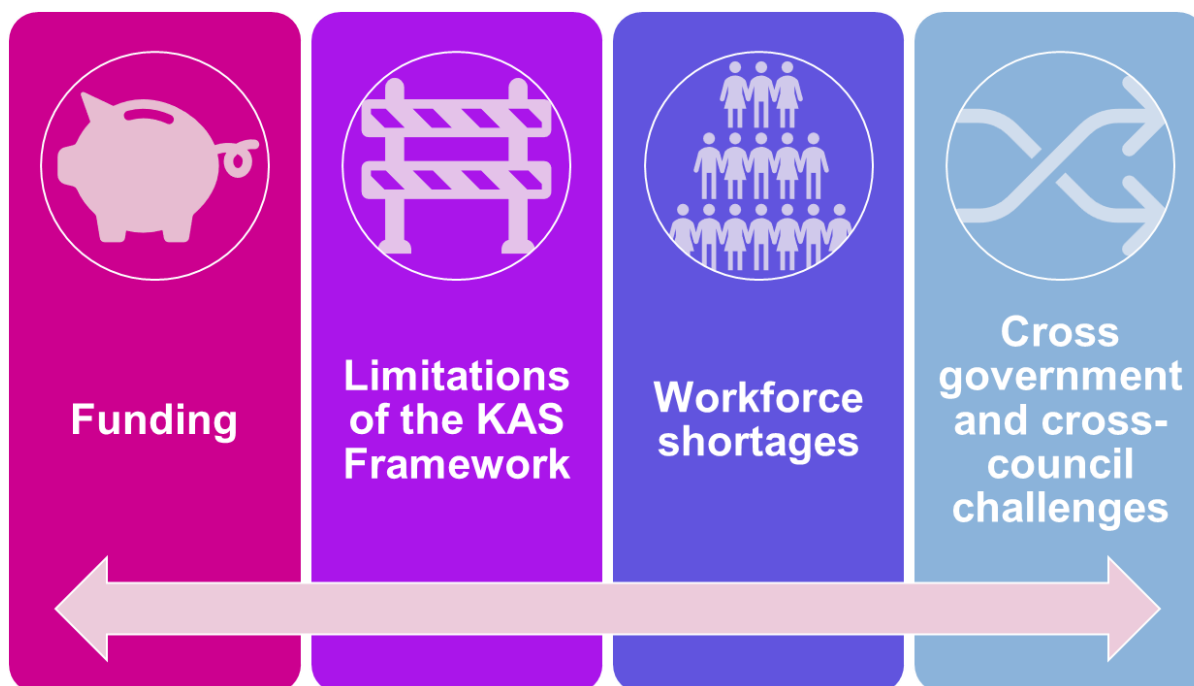 Funding
Limitations
of the KAS
Framework
Workforce
shortages
Cross
government
and cross-
council
challenges